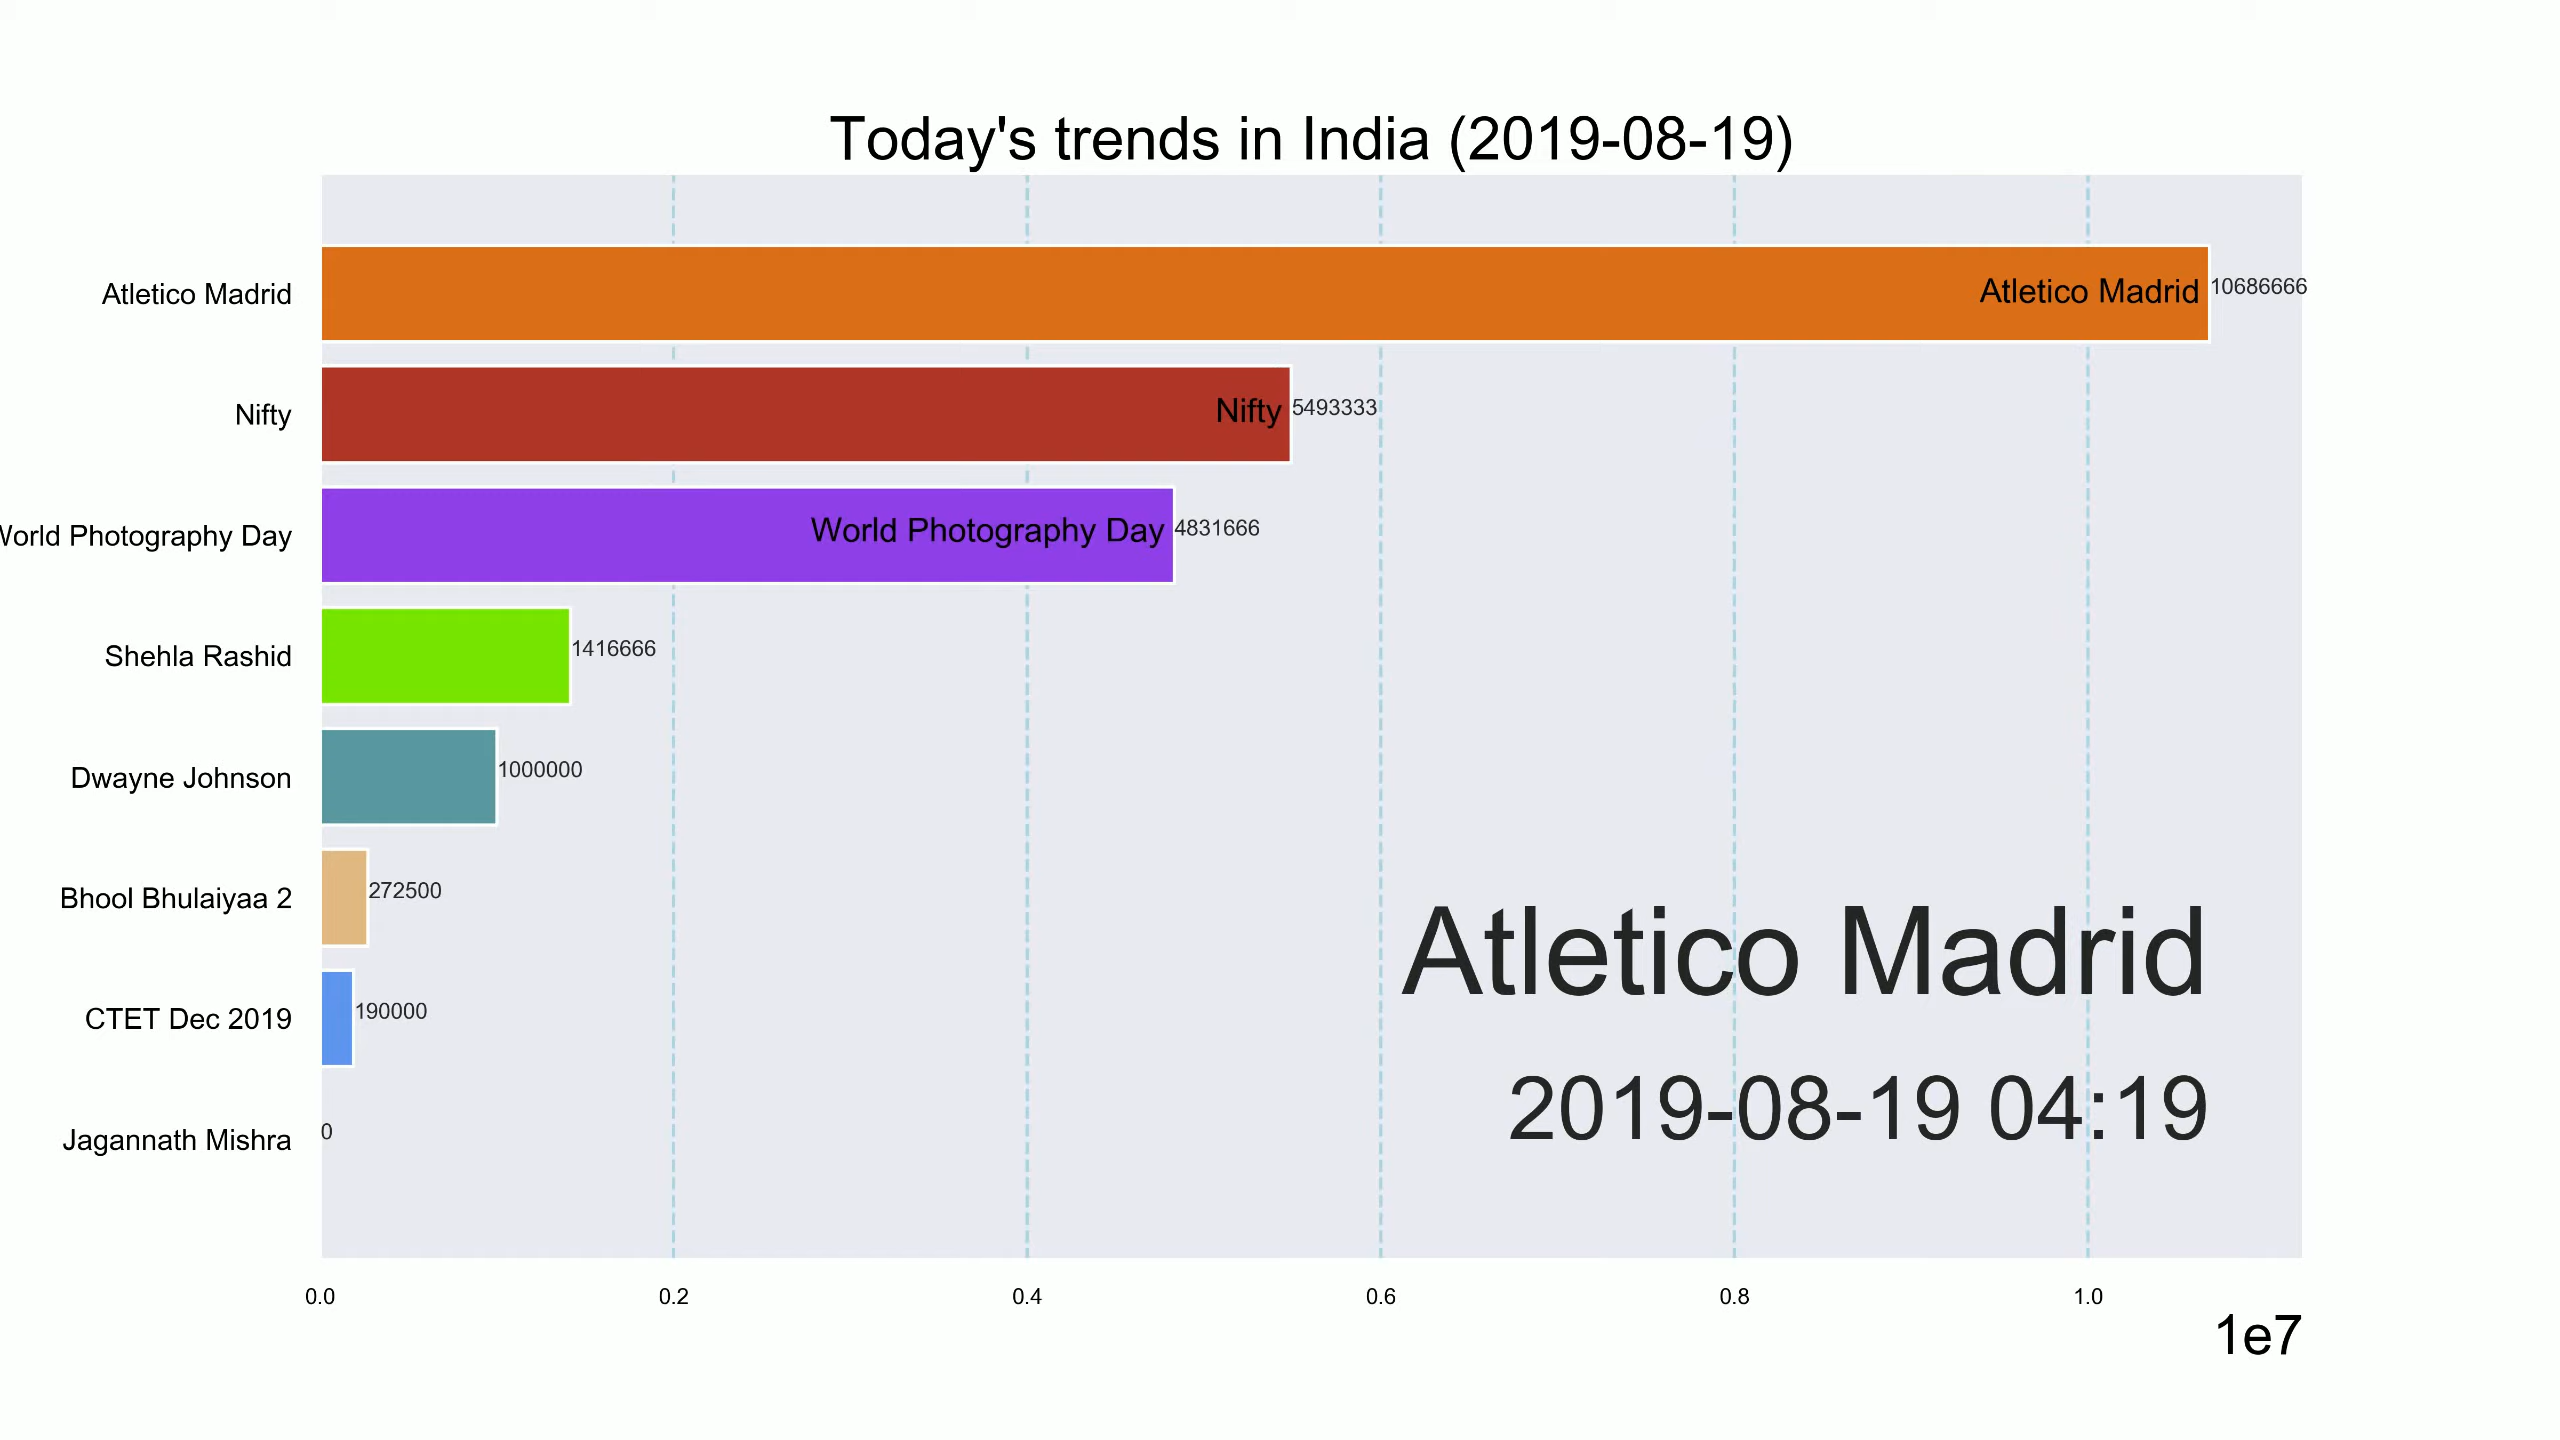 Today's trends in India (2019-08-19)
Atletico Madrid Atletico Madrid 10686666
Nifty Nifty 5493333
World Photography Day World Photography Day 4831666
Shehla Rashid 1416666
Dwayne Johnson 1000000
Bhool Bhulaiyaa 2 272500
Atletico Madrid
CTET Dec 2019 190000
2019-08-19 04:19
Jagannath Mishra 0
0.0 0.2 0.4 0.6 0.8 1.0
1e7